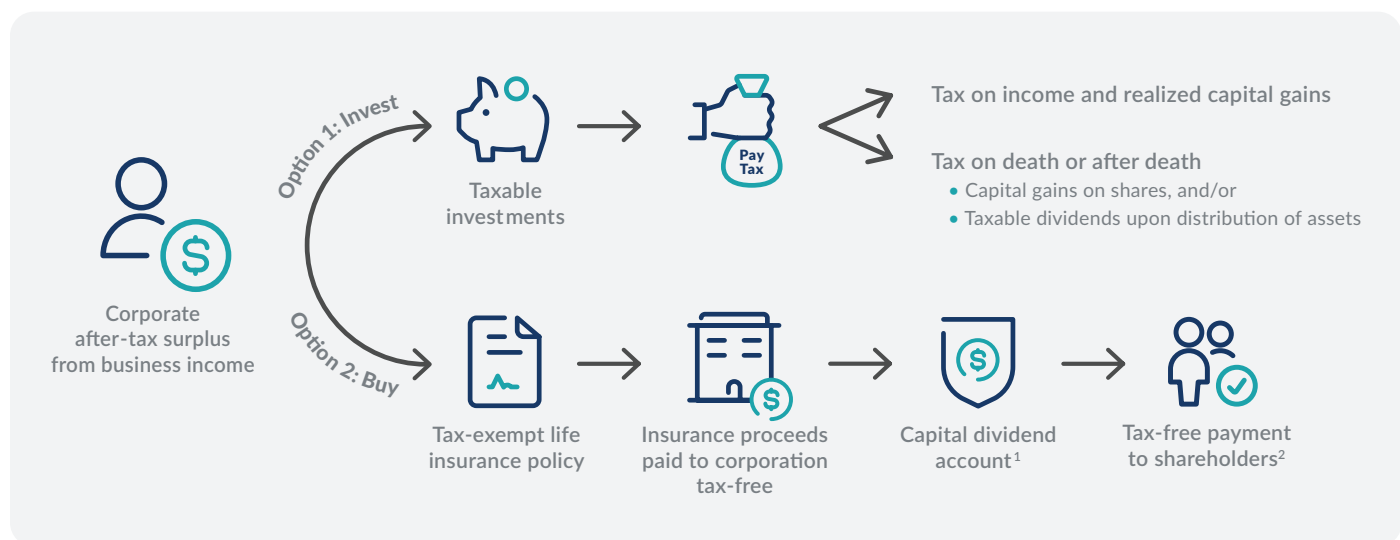 Corporate
after-tax surplus
from business income
Option 1: Invest
Taxable
investments
Pay
Tax
Tax on income and realized capital gains
Tax on death or after death
• Capital gains on shares, and/or
• Taxable dividends upon distribution of assets
Option 2: Buy
Tax-exempt life
insurance policy
$
Insurance proceeds
paid to corporation
tax-free
$
Capital dividend
account¹
$
Tax-free payment
to shareholders²